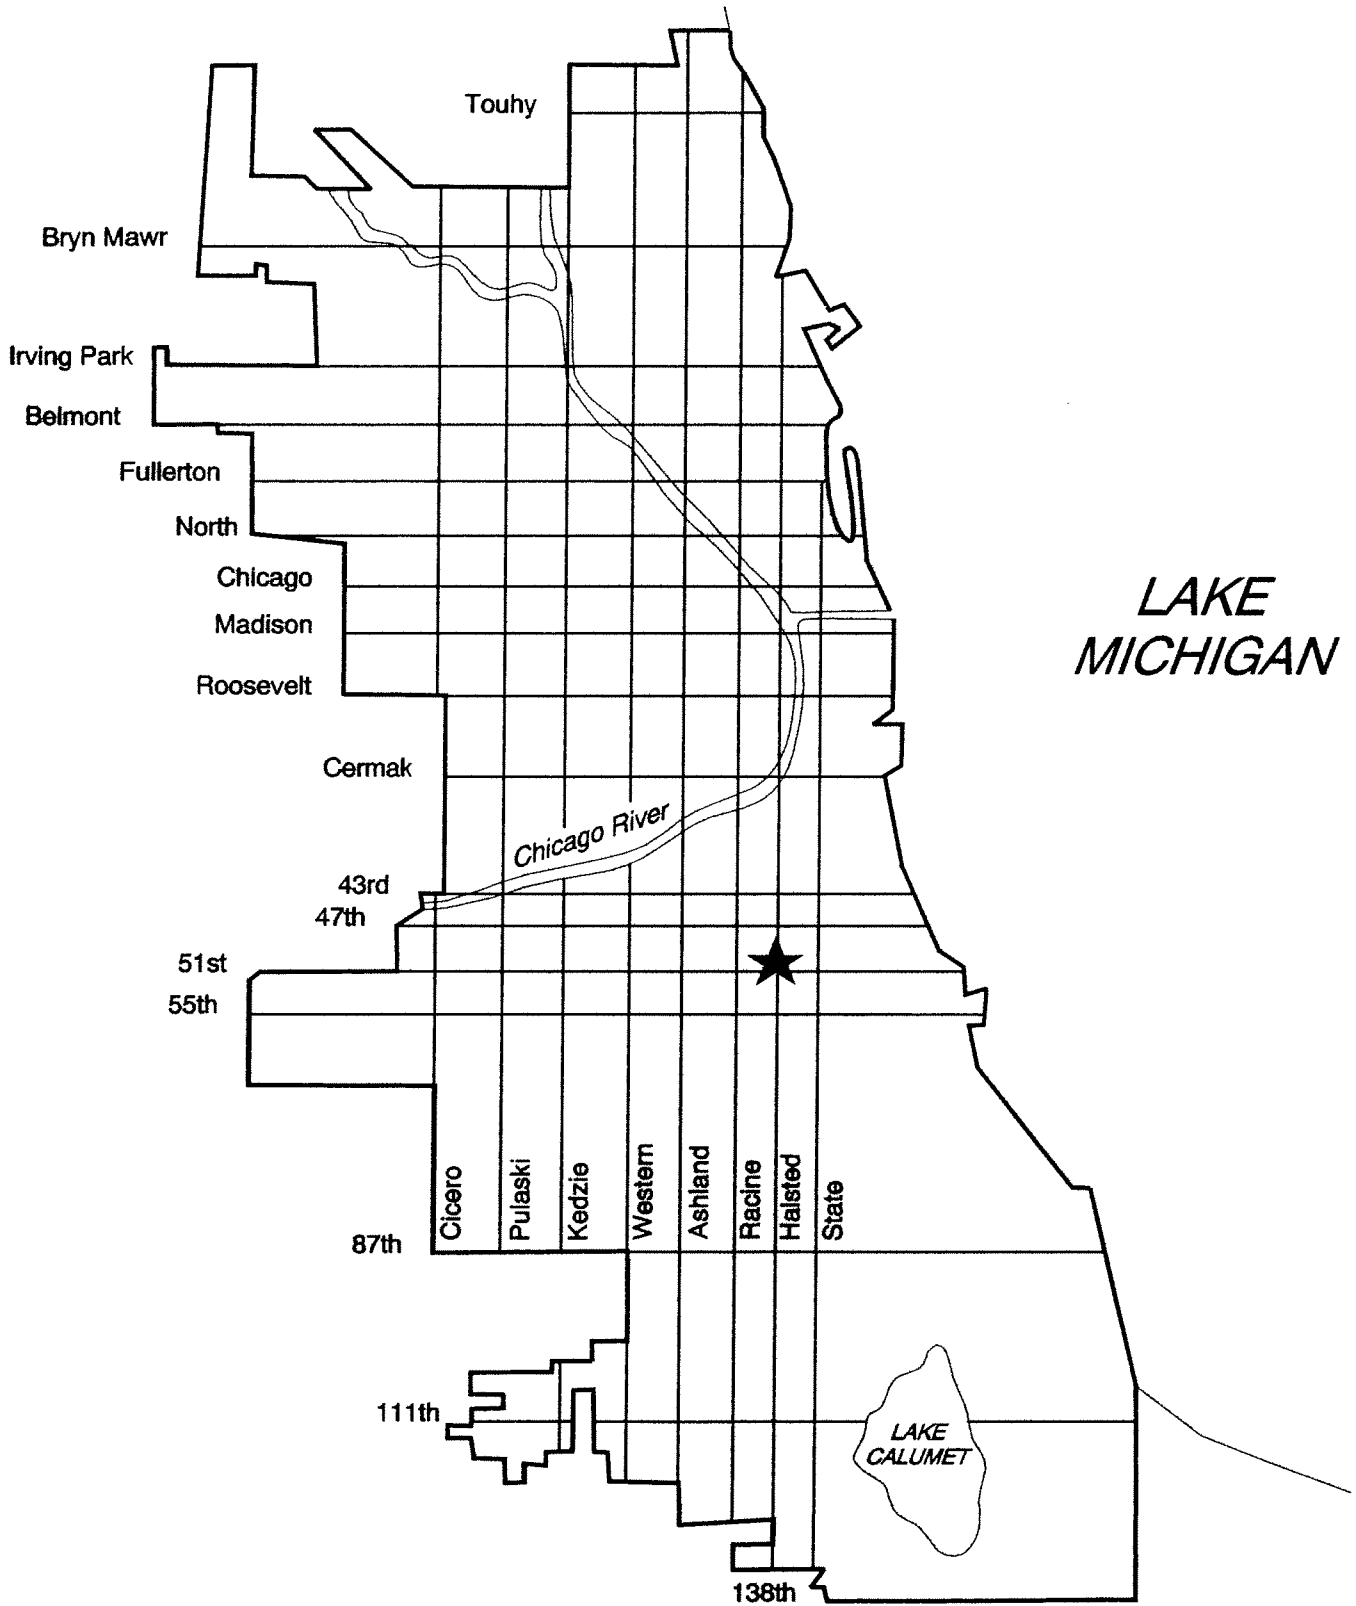 Touhy
Bryn Mawr
Irving Park
Belmont
Fullerton
North
Chicago
Madison
Roosevelt
LAKE
MICHIGAN
Cermak
Chicago River
43rd
47th
51st
55th
Cicero
Pulaski
Kedzie
Western
Ashland
Racine
Halsted
State
87th
111th
LAKE
CALUMET
138th